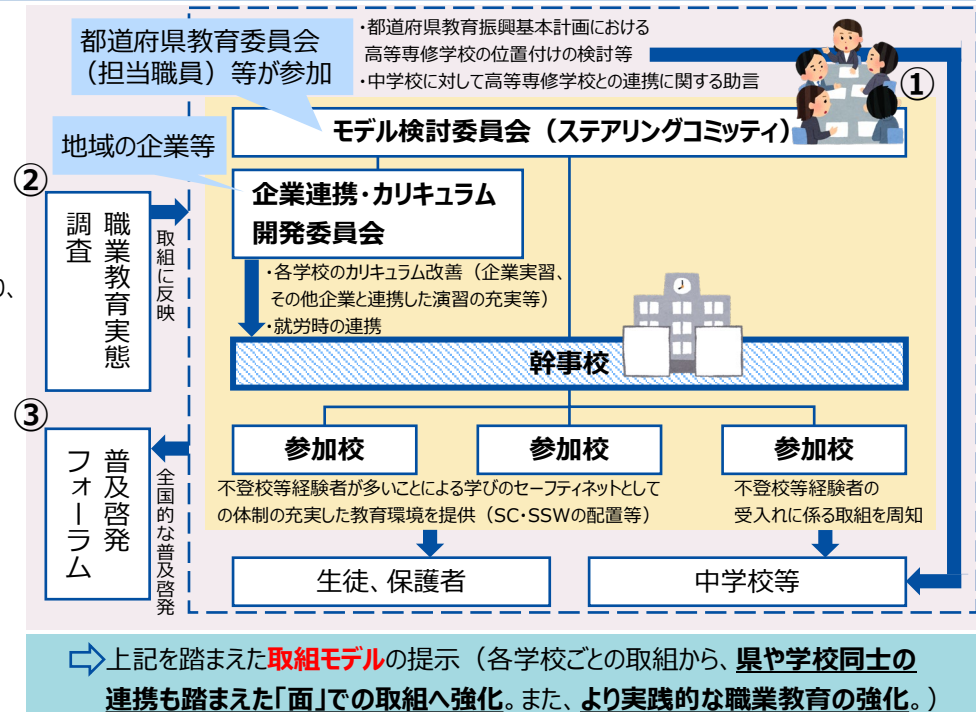 都道府県教育委員会
（担当職員）等が参加
・都道府県教育振興基本計画における
高等専修学校の位置付けの検討等
・中学校に対して高等専修学校との連携に関する助言
①
地域の企業等
モデル検討委員会（ステアリングコミッティ）
企業連携・カリキュラム
開発委員会
②
職業教育実態
調査
取組に反映
・各学校のカリキュラム改善（企業実習、
その他企業と連携した演習の充実等）
・就労時の連携
幹事校
③
普及啓発
フォーラム
全国的な普及啓発
参加校
参加校
参加校
不登校等経験者が多いことによる学びのセーフティネットとして
の体制の充実した教育環境を提供（SC・SSWの配置等）
不登校等経験者の
受入れに係る取組を周知
生徒、保護者
中学校等
上記を踏まえた取組モデルの提示（各学校ごとの取組から、県や学校同士の
連携も踏まえた「面」での取組へ強化。また、より実践的な職業教育の強化。）